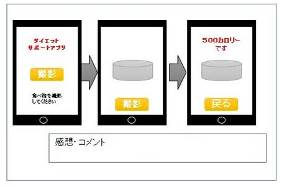 ダイエット
サポートアプリ
撮影
食べ物を撮影
してください
撮影
500カロリー
です
戻る
感想・コメント